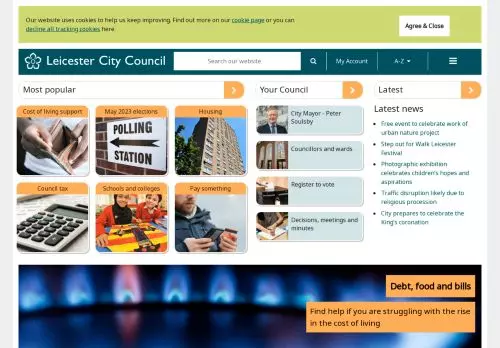 Our website uses cookies to help us keep improving. Find out more on our cookie page or you can
decline all tracking cookies here.
Agree & Close
Leicester City Council
Search our website
My Account
A-Z
Most popular
Your Council
Latest
Cost of living support
May 2023 elections
Housing
POLLING
STATION
Council tax
Schools and colleges
Pay something
City Mayor - Peter
Soulsby
Councillors and wards
Register to vote
Decisions, meetings and
minutes
Latest news
Free event to celebrate work of
urban nature project
Step out for Walk Leicester
Festival
Photographic exhibition
celebrates children's hopes and
aspirations
Traffic disruption likely due to
religious procession
City prepares to celebrate the
King's coronation
Debt, food and bills
Find help if you are struggling with the rise
in the cost of living